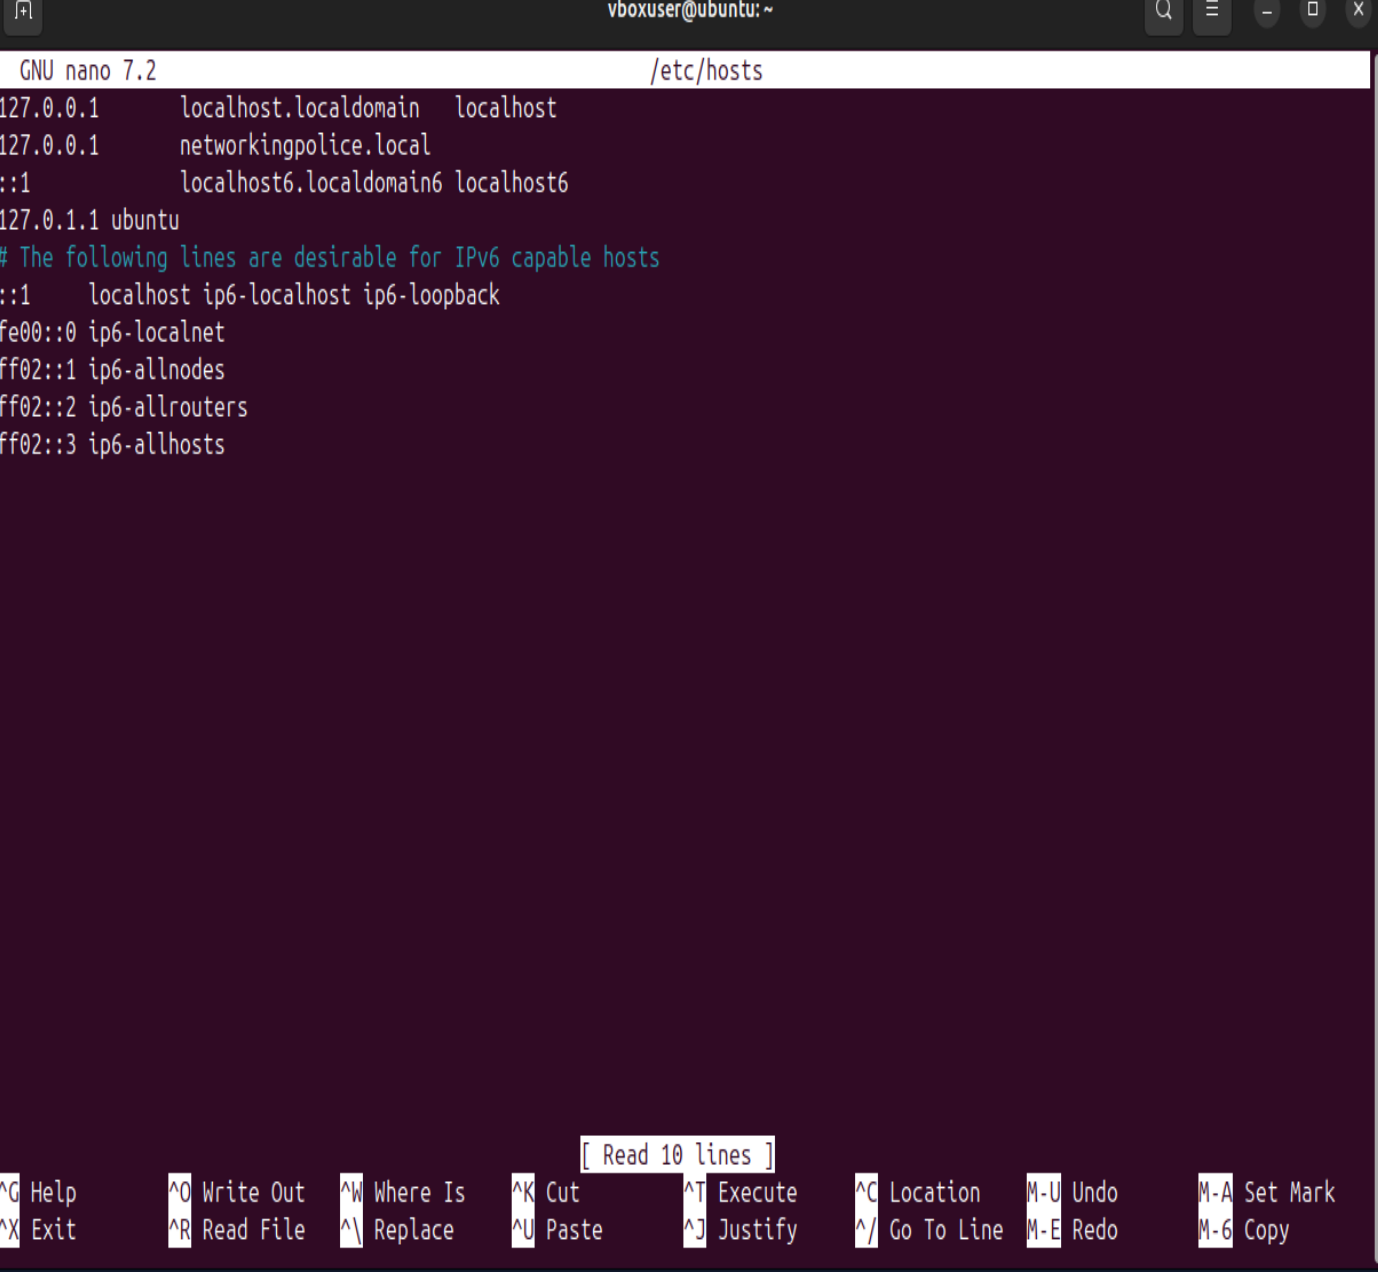 vboxuser@ubuntu: ~
GNU nano 7.2 /etc/hosts
127.0.0.1 localhost.localdomain localhost
127.0.0.1 networkingpolice.local
::1 localhost6.localdomain6 localhost6
127.0.1.1 ubuntu
# The following lines are desirable for IPv6 capable hosts
::1 localhost ip6-localhost ip6-loopback
fe00::0 ip6-localnet
ff02::1 ip6-allnodes
ff02::2 ip6-allrouters
ff02::3 ip6-allhosts
[ Read 10 lines ]
^G Help ^O Write Out ^W Where Is ^K Cut ^T Execute ^C Location M-U Undo M-A Set Mark
^X Exit ^R Read File ^\ Replace ^U Paste ^J Justify ^/ Go To Line M-E Redo M-6 Copy